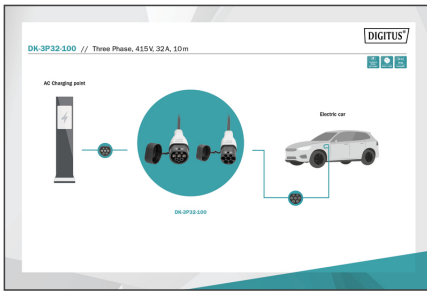 DIGITUS®
DK-3P32-100 // Three Phase, 415V, 32A, 10m
AC Charging point
Electric car
DK-3P32-100